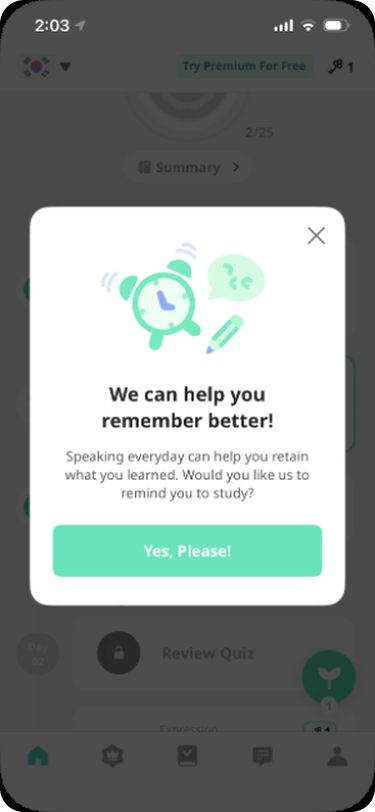 2:03
Try Premium For Free
1
2/25
Summary
We can help you
remember better!
Speaking everyday can help you retain
what you learned. Would you like us to
remind you to study?
Yes, Please!
Day
02
Review Quiz
1
Expression
1